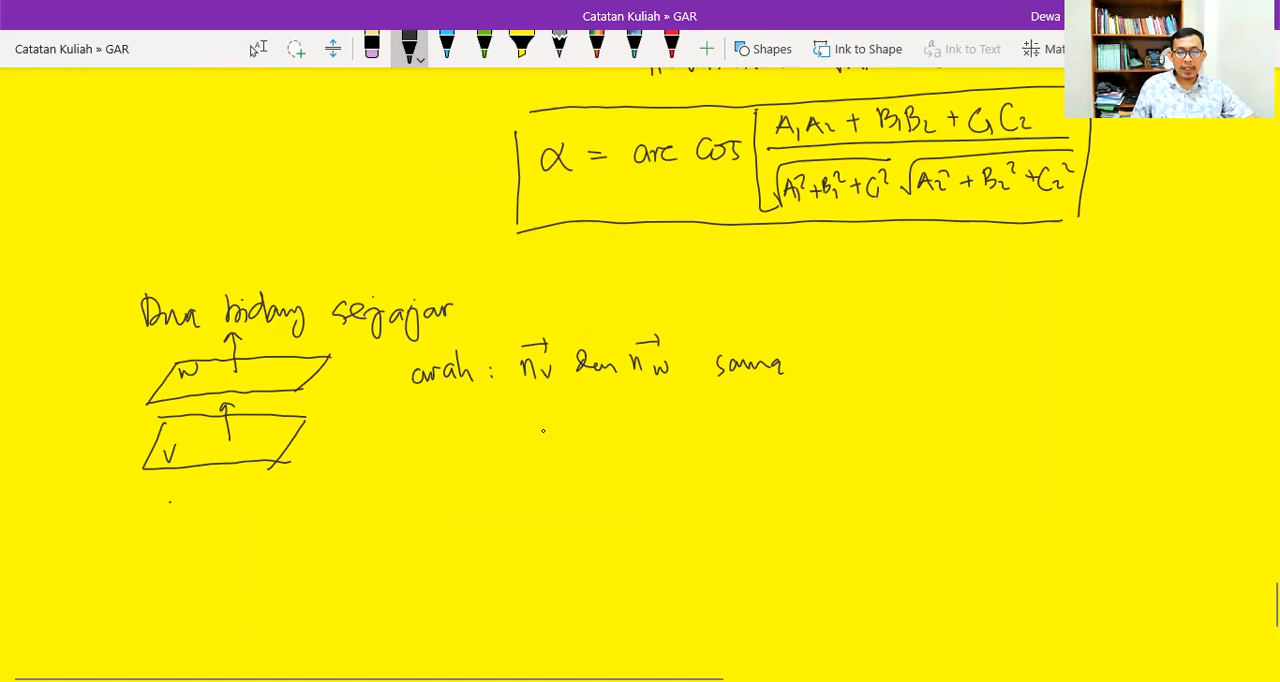 Catatan Kuliah » GAR
Dewa
Catatan Kuliah » GAR
Shapes
Ink to Shape
Ink to Text
Mat
α = arc cos [ A₁A₂ + B₁B₂ + C₁C₂ / √A₁² + B₁² + C₁² √A₂² + B₂² + C₂² ]
Dua bidang sejajar
W
arah : n⃗ᵥ dan n⃗w sama
V